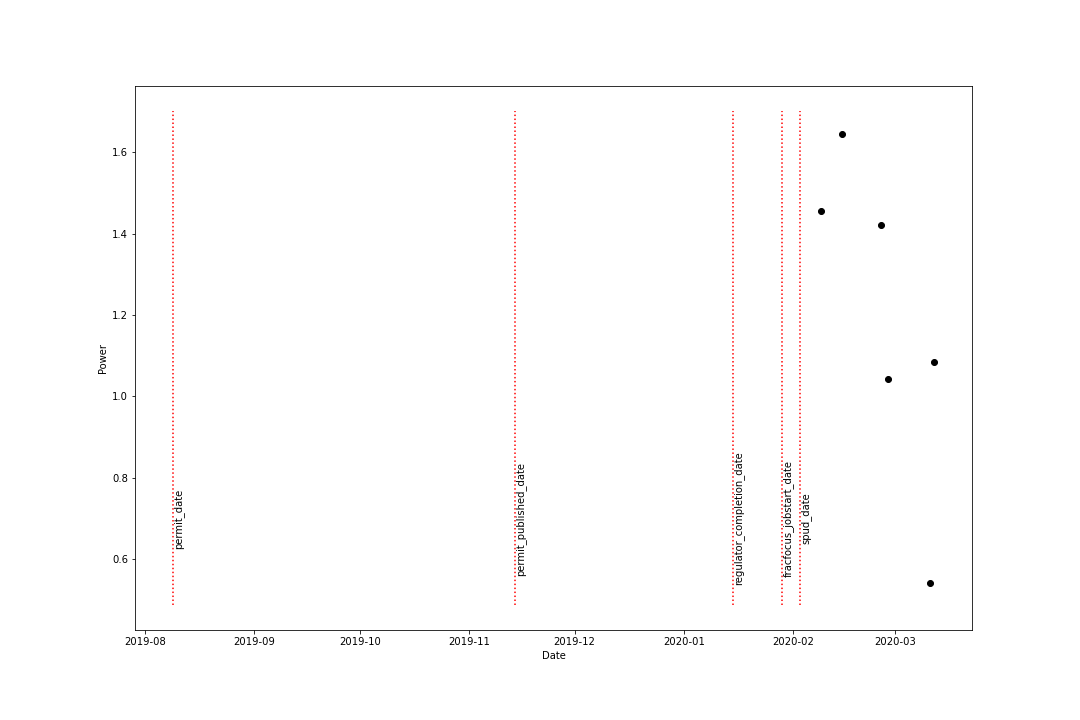 1.6
1.4
1.2
1.0
0.8
0.6
Power
permit_date
permit_published_date
regulator_completion_date
fracfocus_jobstart_date
spud_date
2019-08
2019-09
2019-10
2019-11
2019-12
2020-01
2020-02
2020-03
Date